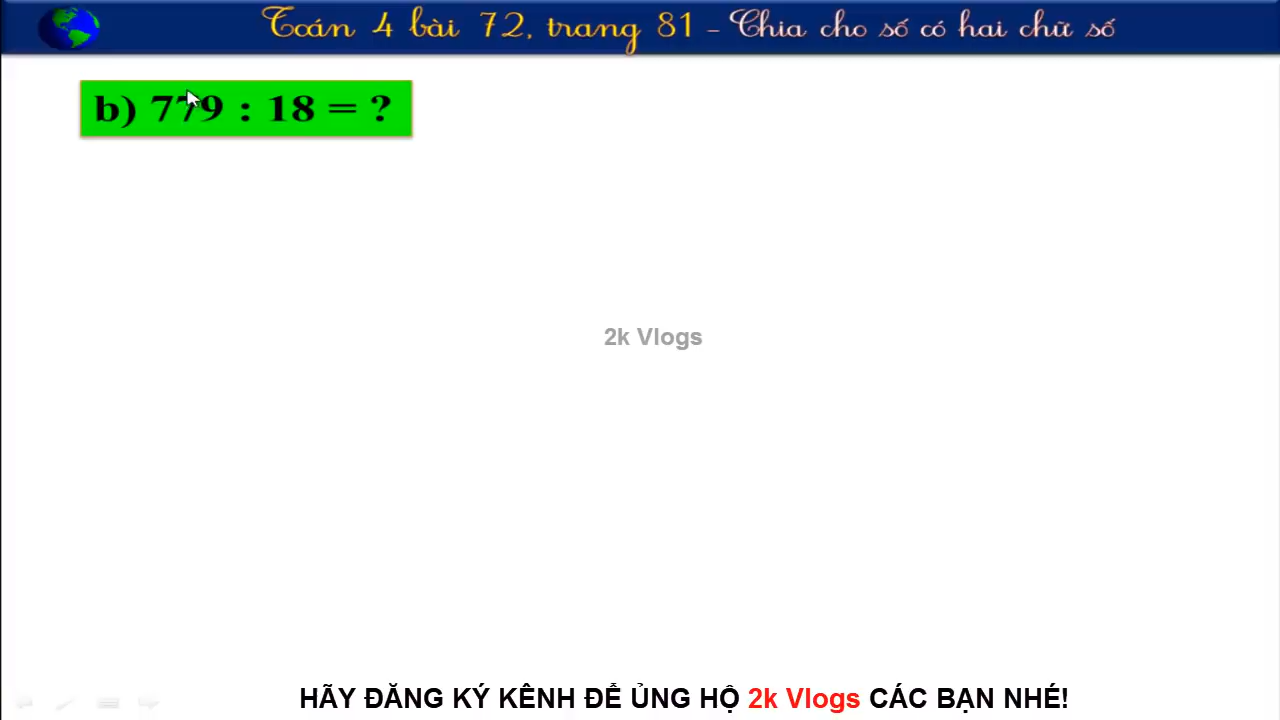 Toán 4 bài 72, trang 81 - Chia cho số có hai chữ số
b) 779 : 18 = ?
2k Vlogs
HÃY ĐĂNG KÝ KÊNH ĐỂ ỦNG HỘ 2k Vlogs CÁC BẠN NHÉ!